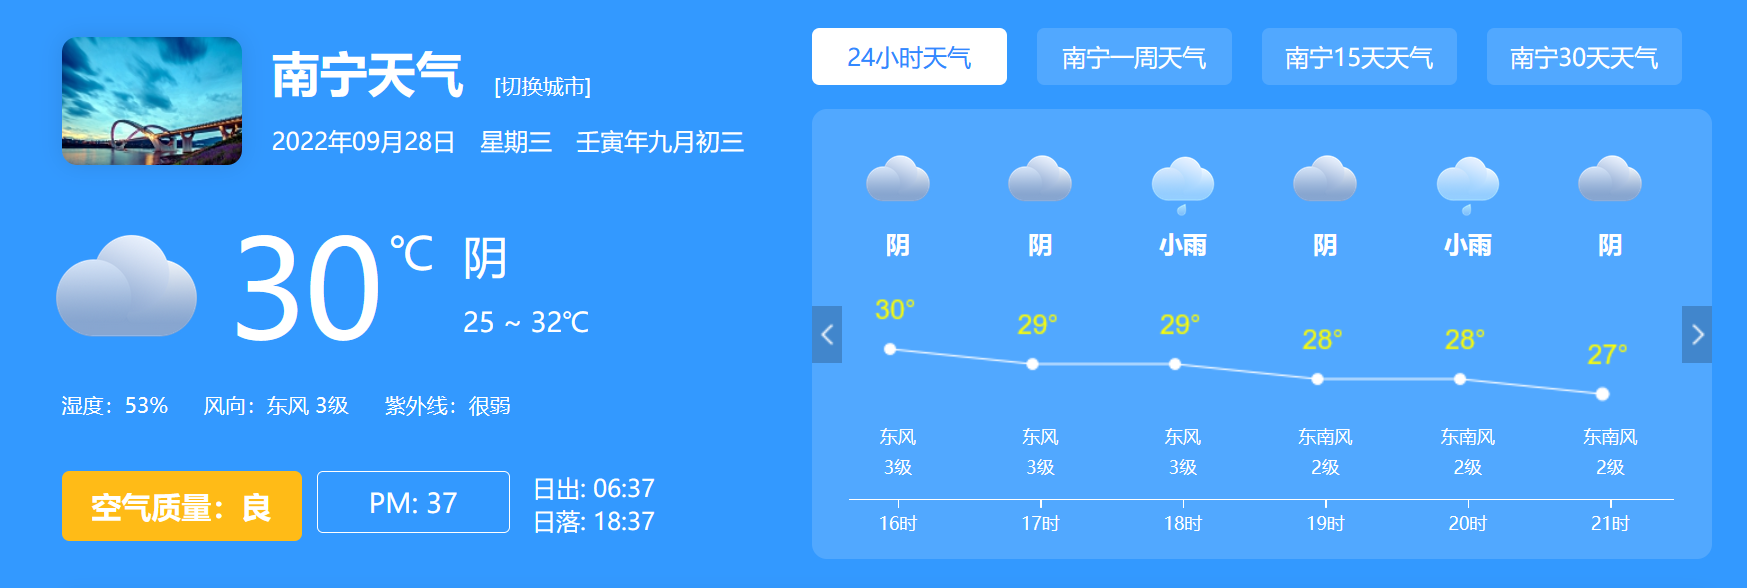 南宁天气 [切换城市]
2022年09月28日 星期三 壬寅年九月初三
30℃ 阴
25 ~ 32℃
湿度：53% 风向：东风 3级 紫外线：很弱
空气质量：良
PM: 37
日出: 06:37
日落: 18:37
24小时天气 南宁一周天气 南宁15天天气 南宁30天天气
阴 阴 小雨 阴 小雨 阴
30° 29° 29° 28° 28° 27°
东风 东风 东风 东南风 东南风 东南风
3级 3级 3级 2级 2级 2级
16时 17时 18时 19时 20时 21时